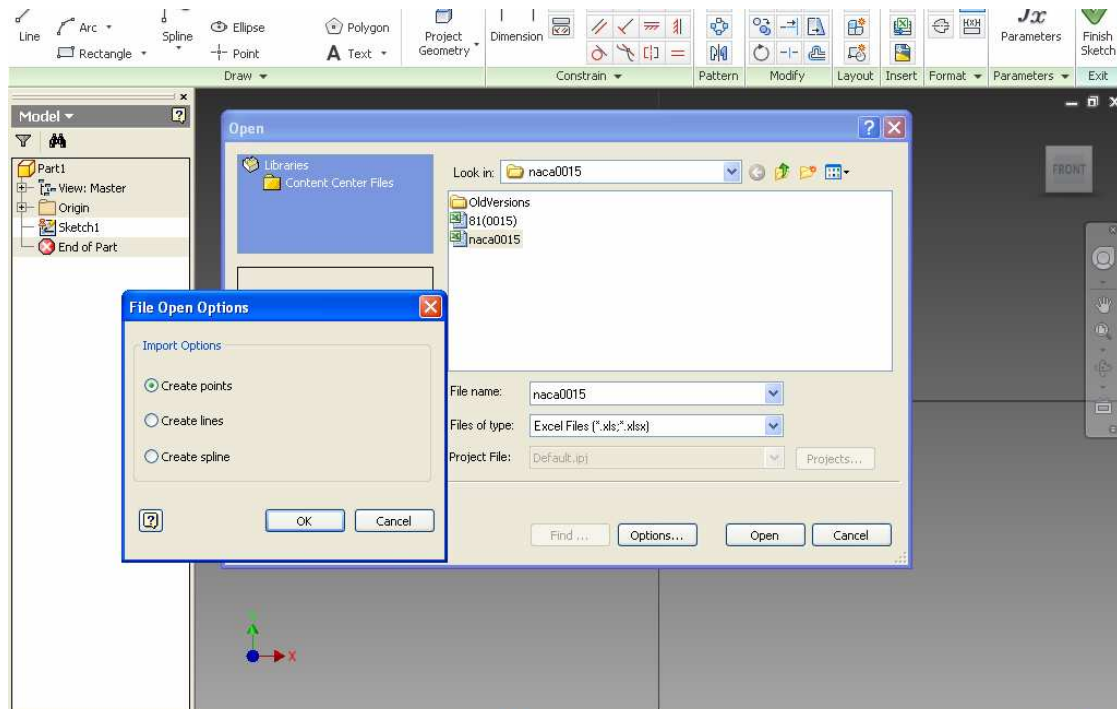 Line
Arc
Rectangle
Spline
Ellipse
Point
Polygon
A Text
Project
Geometry
Dimension
Jx
Parameters
Finish
Sketch
Draw
Constrain
Pattern
Modify
Layout
Insert
Format
Parameters
Exit
Model
Part1
View: Master
Origin
Sketch1
End of Part
FRONT
Open
Libraries
Content Center Files
Look in: naca0015
OldVersions
81(0015)
naca0015
File name: naca0015
Files of type: Excel Files (*.xls;*.xlsx)
Project File: Default.ipj
Projects...
Find ...
Options...
Open
Cancel
File Open Options
Import Options
Create points
Create lines
Create spline
OK
Cancel
X